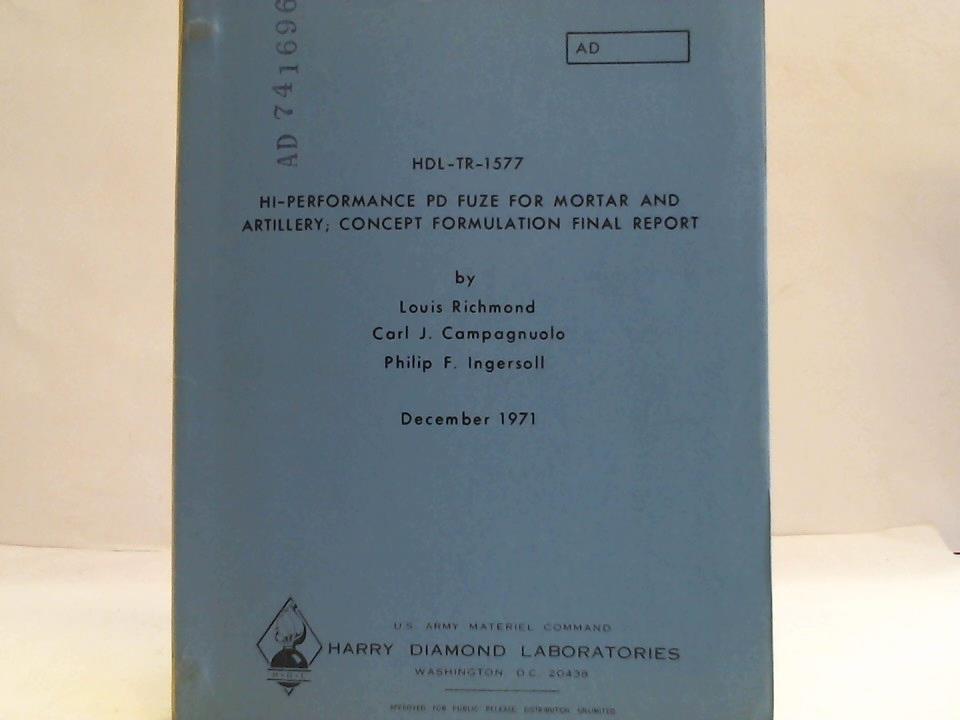 AD 741696
AD
HDL-TR-1577
HI-PERFORMANCE PD FUZE FOR MORTAR AND
ARTILLERY; CONCEPT FORMULATION FINAL REPORT
by
Louis Richmond
Carl J. Campagnuolo
Philip F. Ingersoll
December 1971
U.S. ARMY MATERIEL COMMAND
HARRY DIAMOND LABORATORIES
WASHINGTON, D.C. 20438
APPROVED FOR PUBLIC RELEASE; DISTRIBUTION UNLIMITED